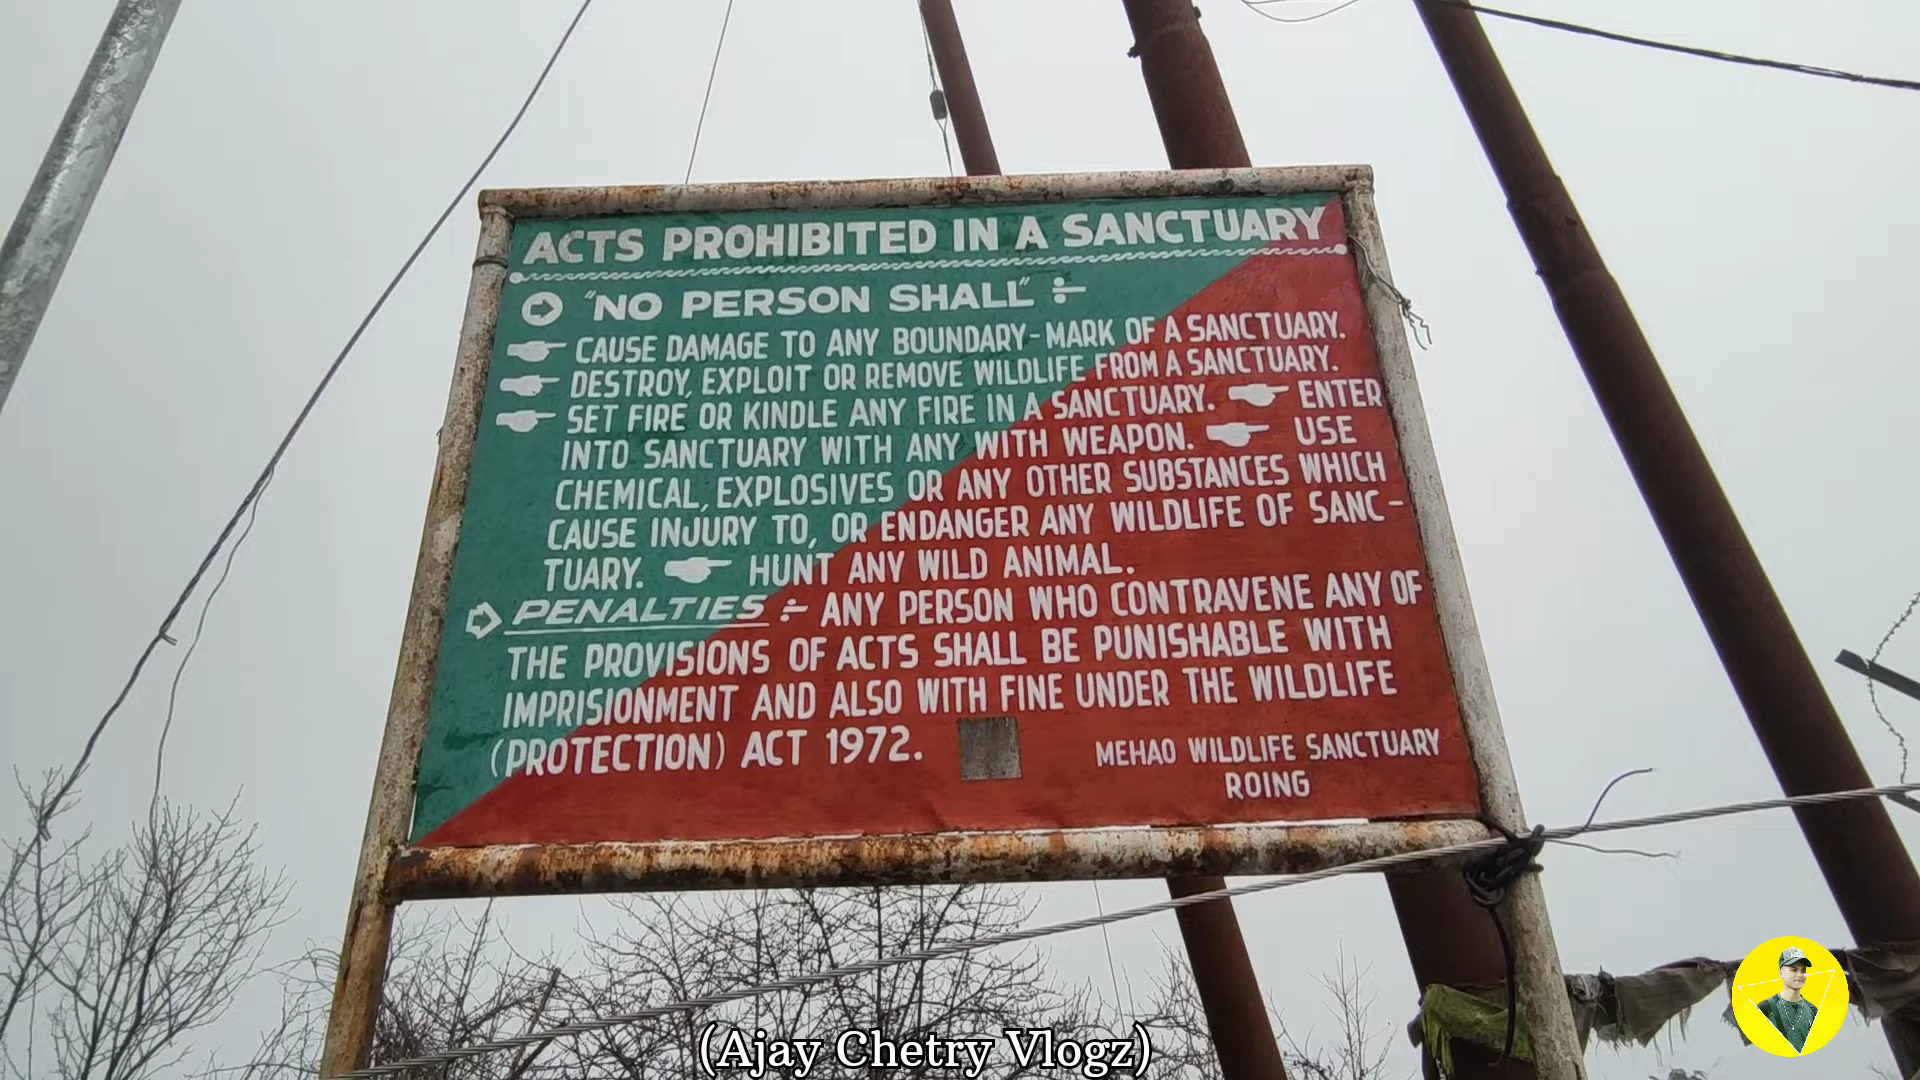 ACTS PROHIBITED IN A SANCTUARY
"NO PERSON SHALL" ÷
CAUSE DAMAGE TO ANY BOUNDARY-MARK OF A SANCTUARY.
DESTROY, EXPLOIT OR REMOVE WILDLIFE FROM A SANCTUARY.
SET FIRE OR KINDLE ANY FIRE IN A SANCTUARY. ENTER
INTO SANCTUARY WITH ANY WITH WEAPON. USE
CHEMICAL, EXPLOSIVES OR ANY OTHER SUBSTANCES WHICH
CAUSE INJURY TO, OR ENDANGER ANY WILDLIFE OF SANC-
TUARY. HUNT ANY WILD ANIMAL.
PENALTIES ÷ ANY PERSON WHO CONTRAVENE ANY OF
THE PROVISIONS OF ACTS SHALL BE PUNISHABLE WITH
IMPRISIONMENT AND ALSO WITH FINE UNDER THE WILDLIFE
(PROTECTION) ACT 1972.
MEHAO WILDLIFE SANCTUARY
ROING
(Ajay Chetry Vlogz)